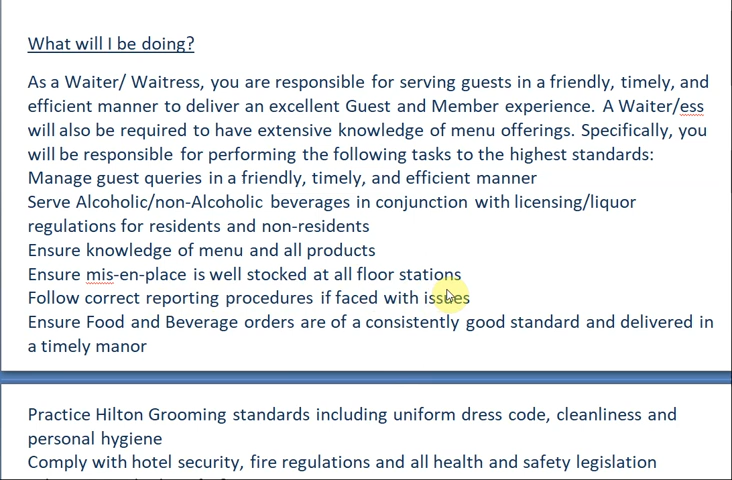 What will I be doing?
As a Waiter/ Waitress, you are responsible for serving guests in a friendly, timely, and
efficient manner to deliver an excellent Guest and Member experience. A Waiter/ess
will also be required to have extensive knowledge of menu offerings. Specifically, you
will be responsible for performing the following tasks to the highest standards:
Manage guest queries in a friendly, timely, and efficient manner
Serve Alcoholic/non-Alcoholic beverages in conjunction with licensing/liquor
regulations for residents and non-residents
Ensure knowledge of menu and all products
Ensure mis-en-place is well stocked at all floor stations
Follow correct reporting procedures if faced with issues
Ensure Food and Beverage orders are of a consistently good standard and delivered in
a timely manor
Practice Hilton Grooming standards including uniform dress code, cleanliness and
personal hygiene
Comply with hotel security, fire regulations and all health and safety legislation